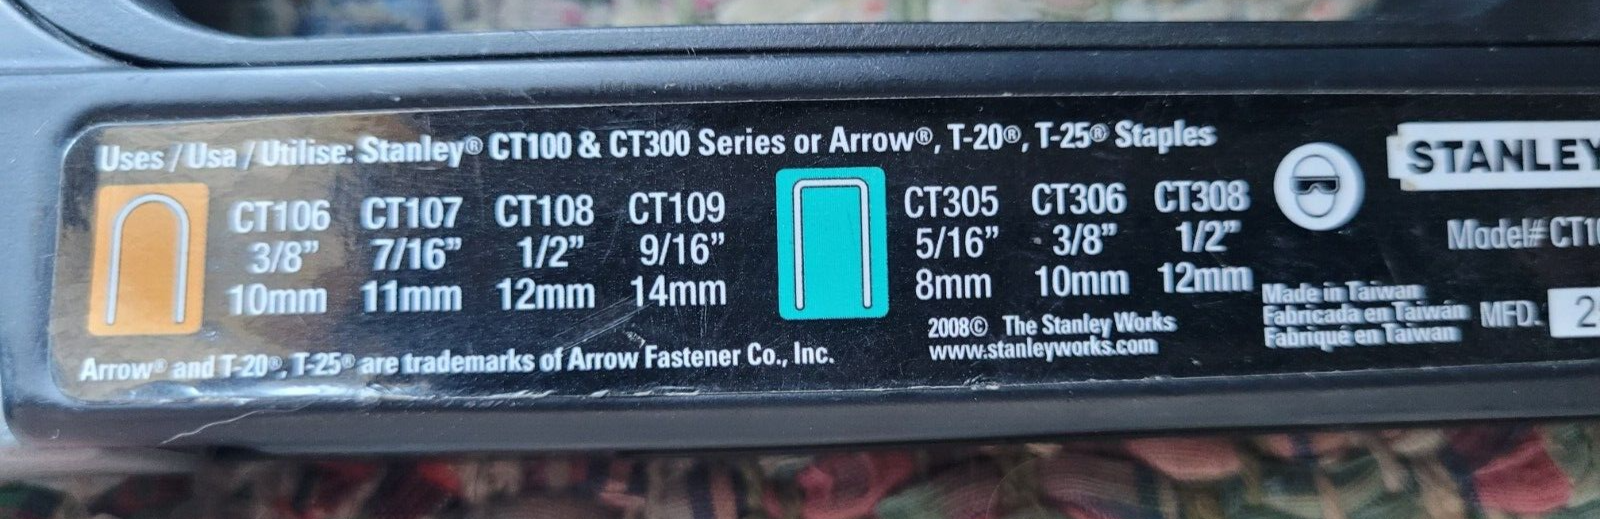 Uses / Usa / Utilise: Stanley® CT100 & CT300 Series or Arrow®, T-20®, T-25® Staples
CT106 CT107 CT108 CT109
3/8” 7/16” 1/2” 9/16”
10mm 11mm 12mm 14mm
CT305 CT306 CT308
5/16” 3/8” 1/2”
8mm 10mm 12mm
2008© The Stanley Works
www.stanleyworks.com
Arrow® and T-20®, T-25® are trademarks of Arrow Fastener Co., Inc.
STANLEY
Model#
Made in Taiwan
Fabricada en Taiwán
Fabriqué en Taiwan
MFD.